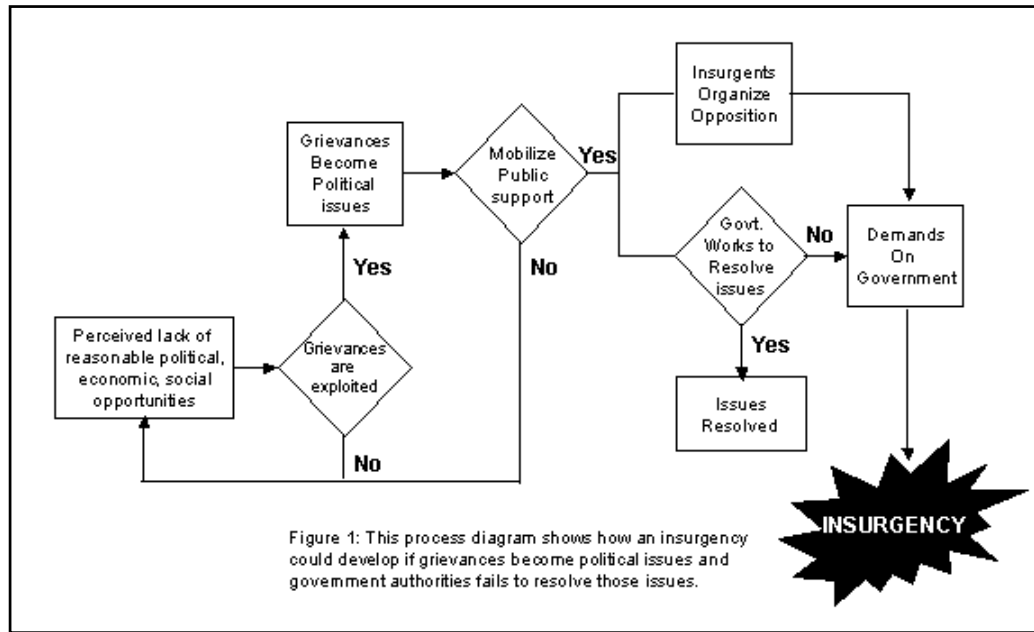 Insurgents
Organize
Opposition
Grievances
Become
Political
issues
Mobilize
Public
support
Yes
Govt.
Works to
Resolve
issues
No
Demands
On
Government
Yes
No
Perceived lack of
reasonable political,
economic, social
opportunities
Grievances
are
exploited
Yes
Issues
Resolved
No
INSURGENCY
Figure 1: This process diagram shows how an insurgency
could develop if grievances become political issues and
government authorities fails to resolve those issues.